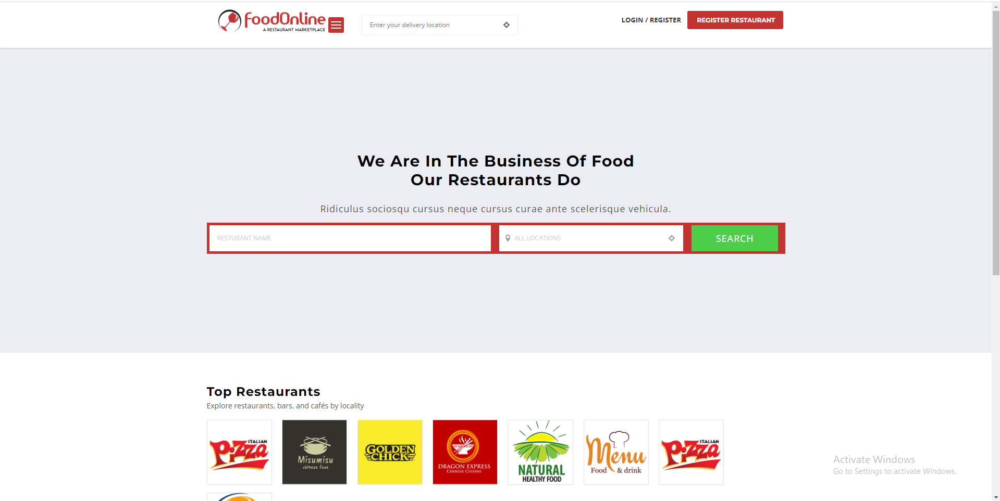 FoodOnline
A RESTAURANT MARKETPLACE
Enter your delivery location
LOGIN / REGISTER
REGISTER RESTAURANT
We Are In The Business Of Food
Our Restaurants Do
Ridiculus sociosqu cursus neque cursus curae ante scelerisque vehicula.
RESTURANT NAME
ALL LOCATIONS
SEARCH
Top Restaurants
Explore restaurants, bars, and cafés by locality
ITALIAN
PiZZa
Misumisu
chinese food
GOLDEN
CHICK
DRAGON EXPRESS
CHINESE CUISINE
NATURAL
HEALTHY FOOD
Menu
Food & drink
ITALIAN
PiZZa
Activate Windows
Go to Settings to activate Windows.